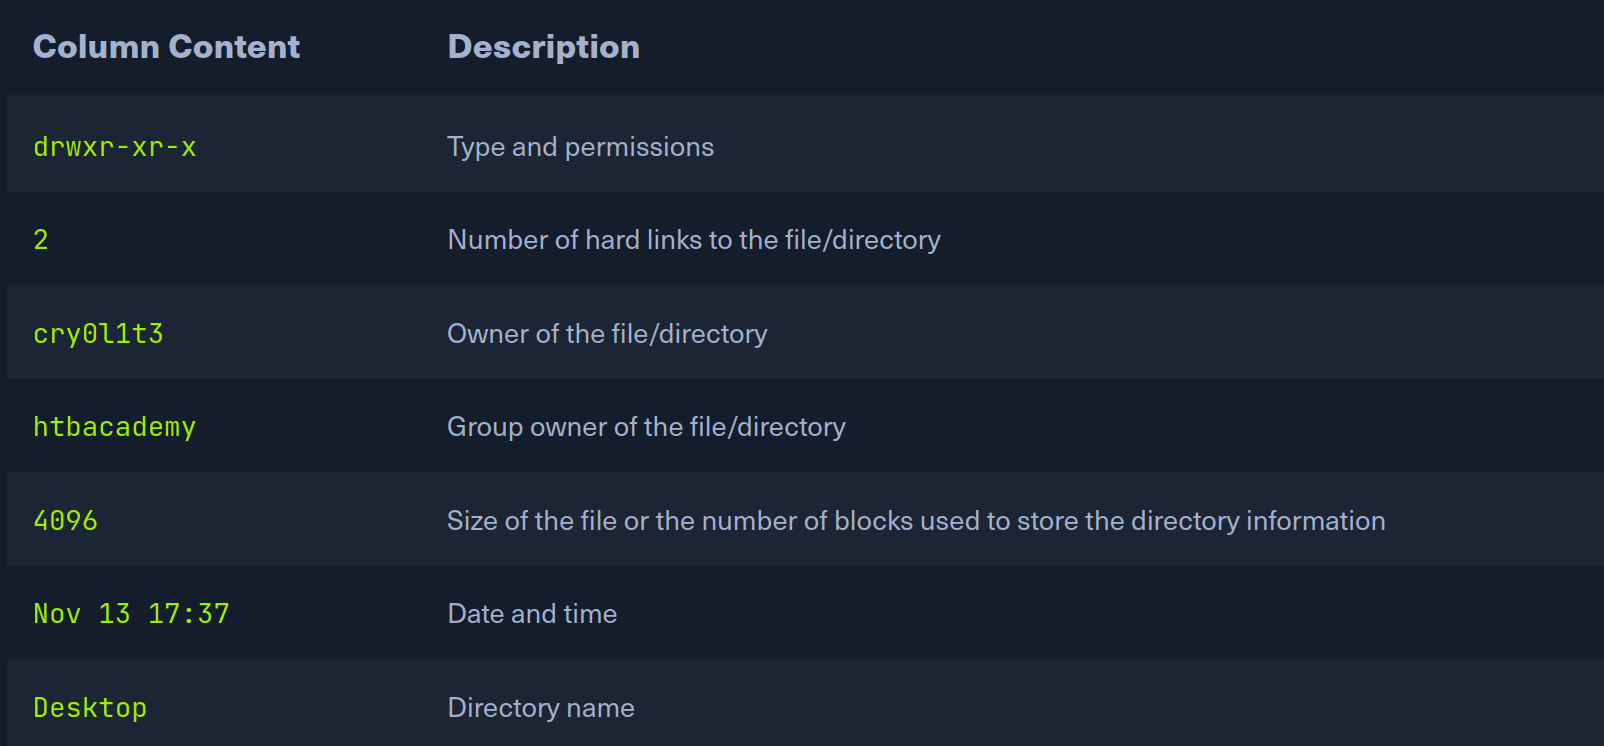 Column Content Description
drwxr-xr-x Type and permissions
2 Number of hard links to the file/directory
cry0l1t3 Owner of the file/directory
htbacademy Group owner of the file/directory
4096 Size of the file or the number of blocks used to store the directory information
Nov 13 17:37 Date and time
Desktop Directory name